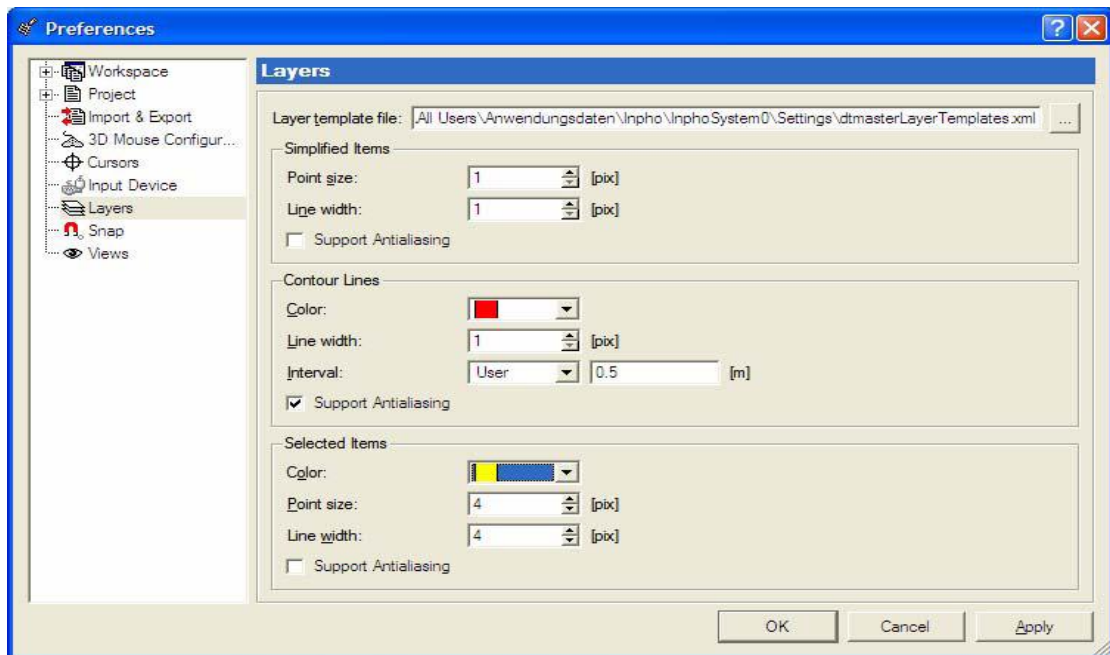 Preferences
Workspace
Project
Import & Export
3D Mouse Configur...
Cursors
Input Device
Layers
Snap
Views
Layers
Layer template file: All Users\Anwendungsdaten\Inpho\InphoSystem0\Settings\dtmasterLayerTemplates.xml ...
Simplified Items
Point size: 1 [pix]
Line width: 1 [pix]
Support Antialiasing
Contour Lines
Color:
Line width: 1 [pix]
Interval: User 0.5 [m]
Support Antialiasing
Selected Items
Color:
Point size: 4 [pix]
Line width: 4 [pix]
Support Antialiasing
OK Cancel Apply